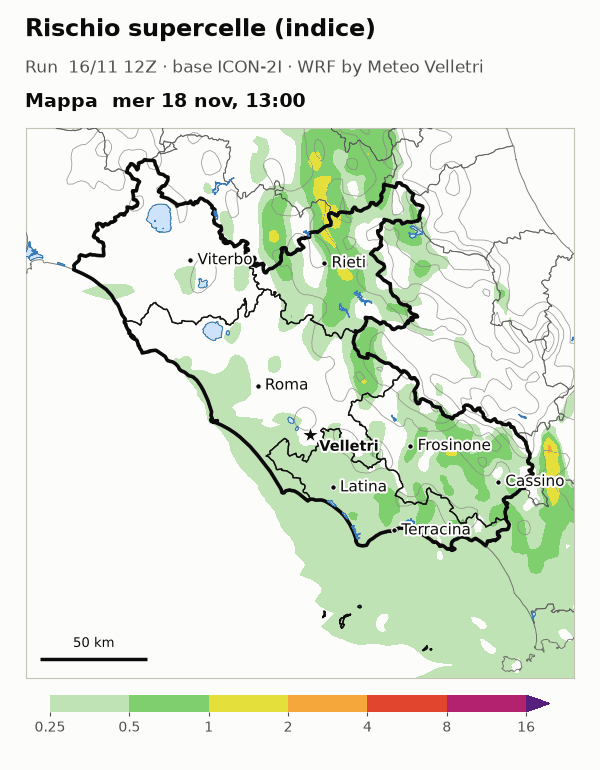 Rischio supercelle (indice)
Run  16/11 12Z · base ICON-2I · WRF by Meteo Velletri
Mappa  mer 18 nov, 13:00
Viterbo
Rieti
Roma
Velletri
Frosinone
Cassino
Latina
Terracina
50 km
0.25 0.5 1 2 4 8 16